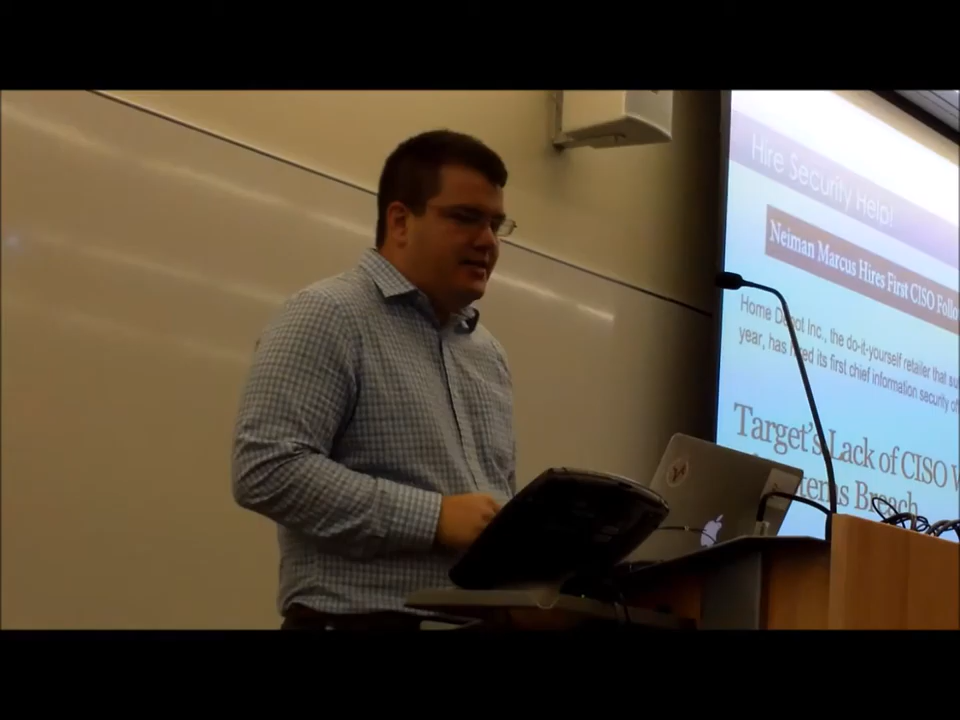 Hire Security Help!
Neiman Marcus Hires First CISO
Home Depot Inc., the do-it-yourself retailer that
year, has hired its first chief information security
Target's Lack of CISO
Breach